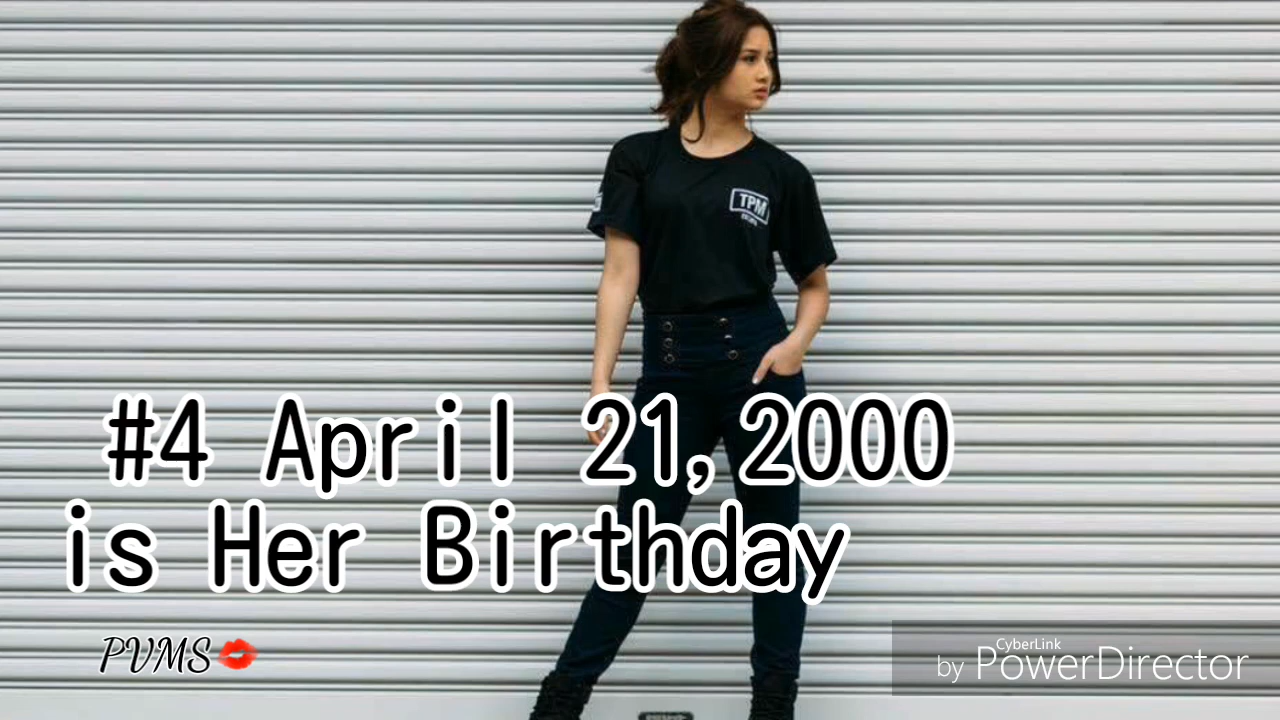 TPM
#4 April 21,2000
is Her Birthday
PVMS💋
CyberLink
by PowerDirector